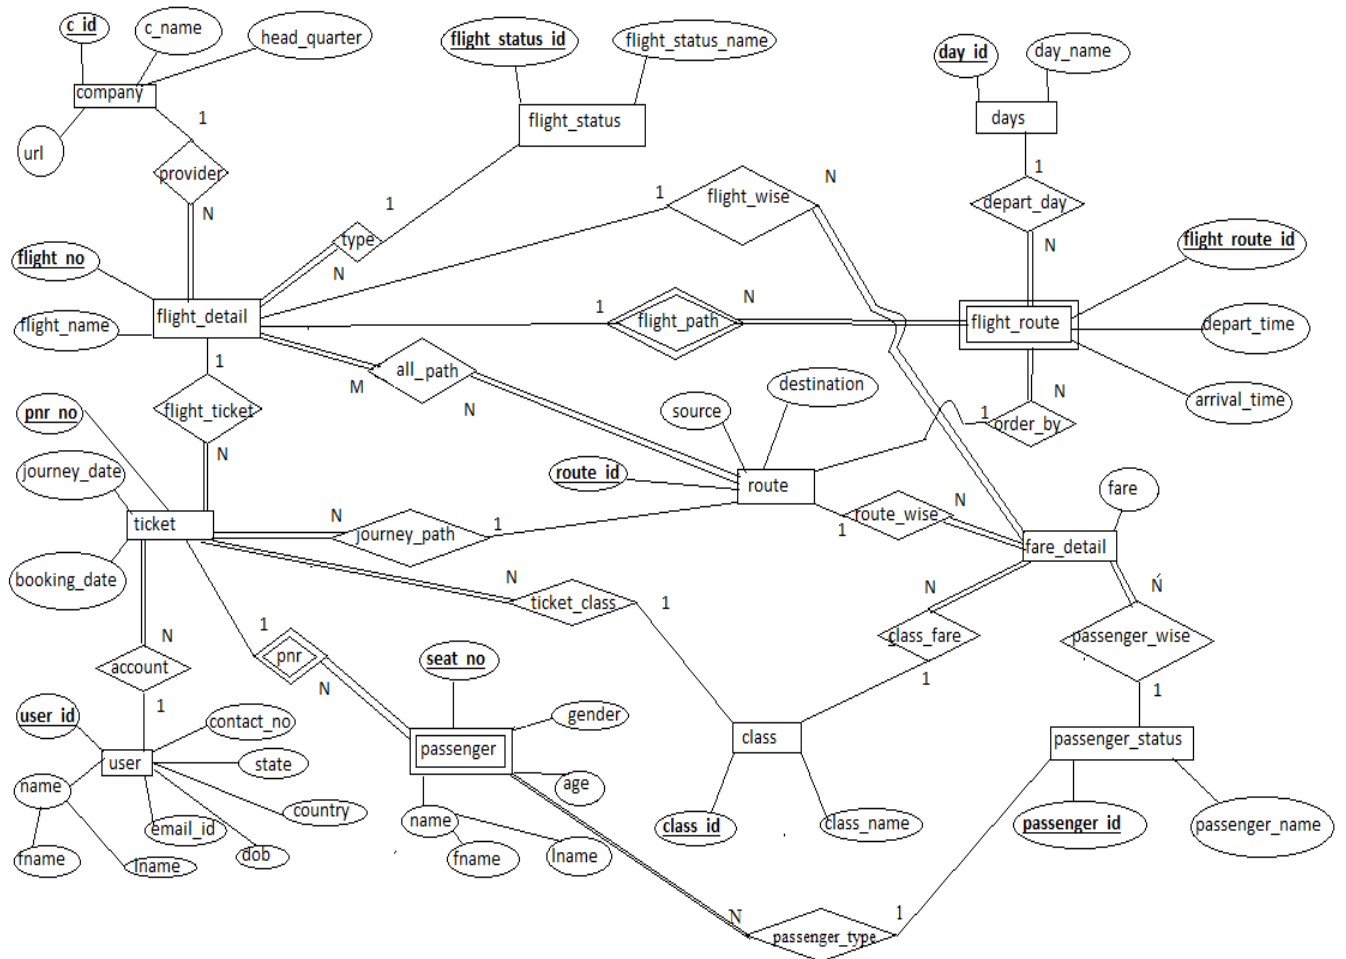 c_id
c_name
head_quarter
flight_status_id
flight_status_name
day_id
day_name
company
flight_status
days
url
1
provider
1
N
flight_wise
1
N
1
depart_day
N
type
1
N
N
flight_route_id
flight_no
flight_detail
flight_name
1
flight_path
N
flight_route
depart_time
all_path
M
N
1
flight_ticket
N
destination
source
arrival_time
N
1
order_by
pnr_no
journey_date
route_id
route
fare
ticket
N
journey_path
1
route_wise
1
N
fare_detail
booking_date
N
ticket_class
1
N
class_fare
1
Ń
passenger_wise
1
N
account
1
1
pnr
N
seat_no
user_id
contact_no
gender
user
state
passenger
class
passenger_status
name
country
age
email_id
name
class_id
class_name
passenger_id
passenger_name
fname
lname
dob
fname
lname
N
passenger_type
1